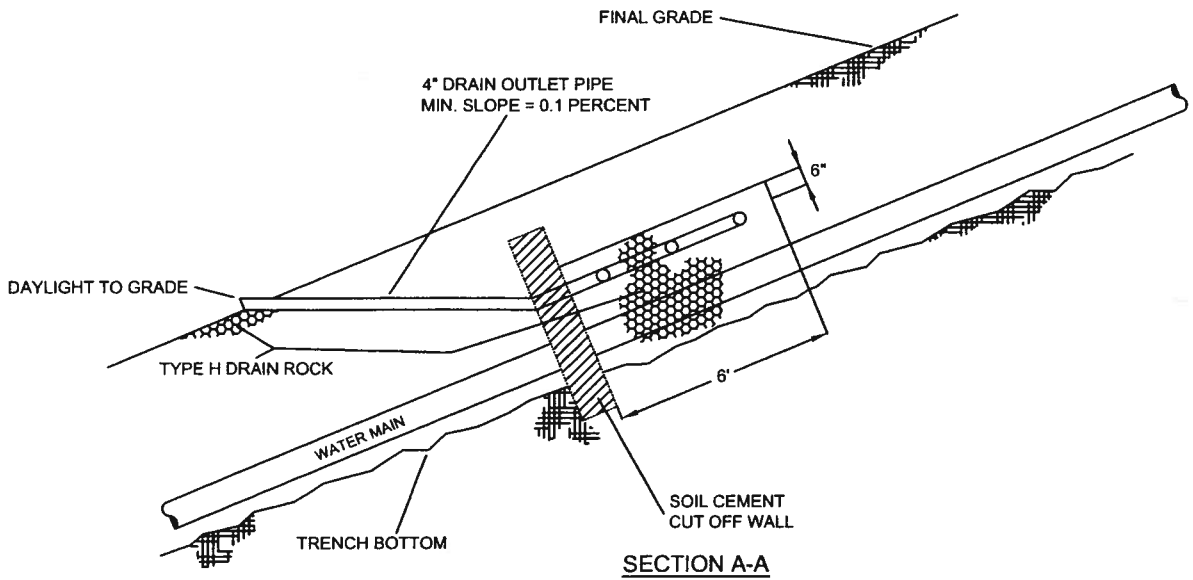 FINAL GRADE
4" DRAIN OUTLET PIPE
MIN. SLOPE = 0.1 PERCENT
6"
DAYLIGHT TO GRADE
TYPE H DRAIN ROCK
6'
WATER MAIN
SOIL CEMENT
CUT OFF WALL
TRENCH BOTTOM
SECTION A-A